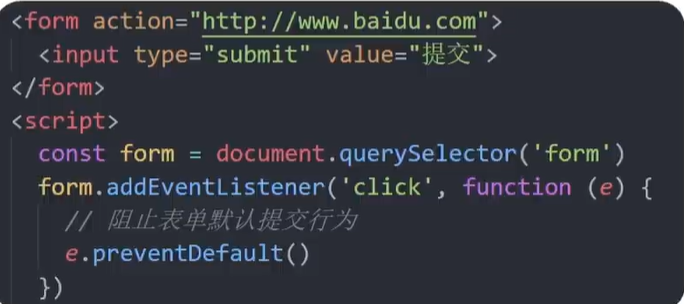 <form action="http://www.baidu.com">
  <input type="submit" value="提交">
</form>
<script>
  const form = document.querySelector('form')
  form.addEventListener('click', function (e) {
    // 阻止表单默认提交行为
    e.preventDefault()
  })